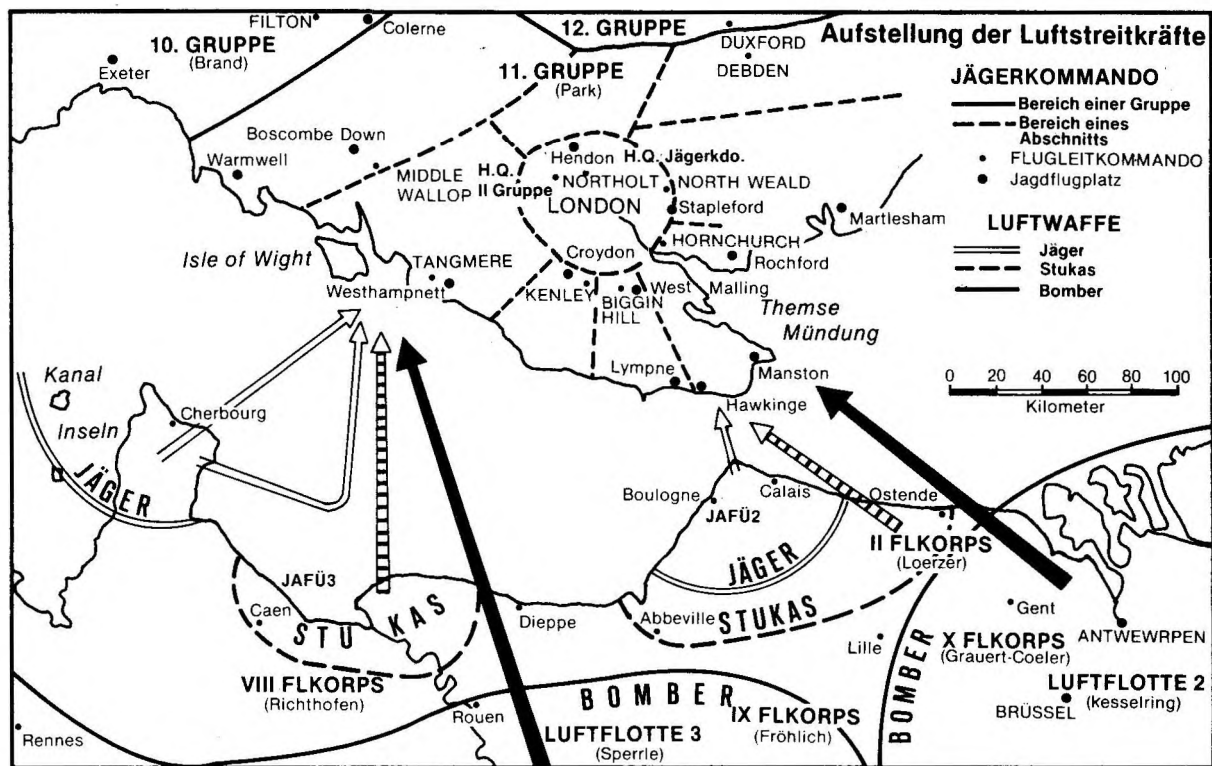 Aufstellung der Luftstreitkräfte
JÄGERKOMMANDO
Bereich einer Gruppe
Bereich eines
Abschnitts
FLUGLEITKOMMANDO
Jagdflugplatz
LUFTWAFFE
Jäger
Stukas
Bomber
0 20 40 60 80 100
Kilometer
FILTON
Colerne
10. GRUPPE
(Brand)
Exeter
12. GRUPPE
DUXFORD
DEBDEN
11. GRUPPE
(Park)
Boscombe Down
Warmwell
MIDDLE
WALLOP
Hendon
H.Q. Jägerkdo.
H.Q.
II Gruppe
NORTHOLT
NORTH WEALD
LONDON
Stapleford
Martlesham
HORNCHURCH
Rochford
Croydon
Isle of Wight
TANGMERE
Westhampnett
KENLEY
BIGGIN
HILL
West
Malling
Themse
Mündung
Lympne
Manston
Hawkinge
Kanal
Inseln
Cherbourg
JÄGER
Boulogne
Calais
Ostende
JAFÜ2
JÄGER
II FLKORPS
(Loerzer)
JAFÜ3
Caen
STUKAS
Dieppe
Abbeville
STUKAS
Gent
Lille
X FLKORPS
(Grauert-Coeler)
ANTWEWRPEN
VIII FLKORPS
(Richthofen)
BOMBER
BOMBER
LUFTFLOTTE 2
(kesselring)
BRÜSSEL
Rouen
IX FLKORPS
(Fröhlich)
LUFTFLOTTE 3
(Sperrle)
Rennes